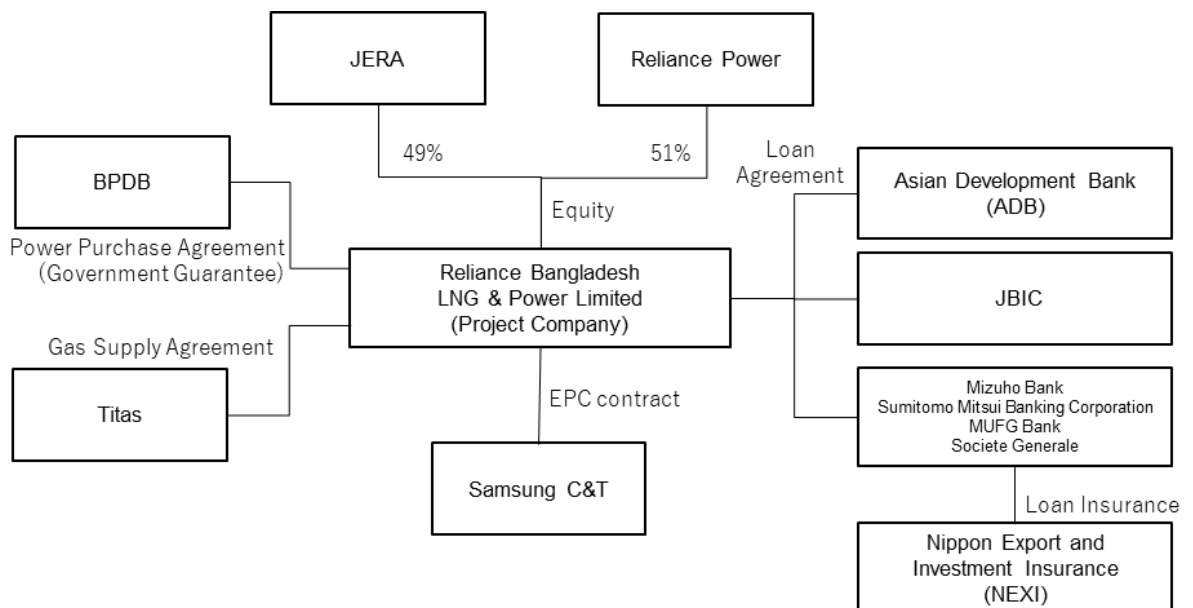 JERA
Reliance Power
49%
51%
Equity
BPDB
Power Purchase Agreement
(Government Guarantee)
Gas Supply Agreement
Titas
Reliance Bangladesh
LNG & Power Limited
(Project Company)
EPC contract
Samsung C&T
Loan
Agreement
Asian Development Bank
(ADB)
JBIC
Mizuho Bank
Sumitomo Mitsui Banking Corporation
MUFG Bank
Societe Generale
Loan Insurance
Nippon Export and
Investment Insurance
(NEXI)